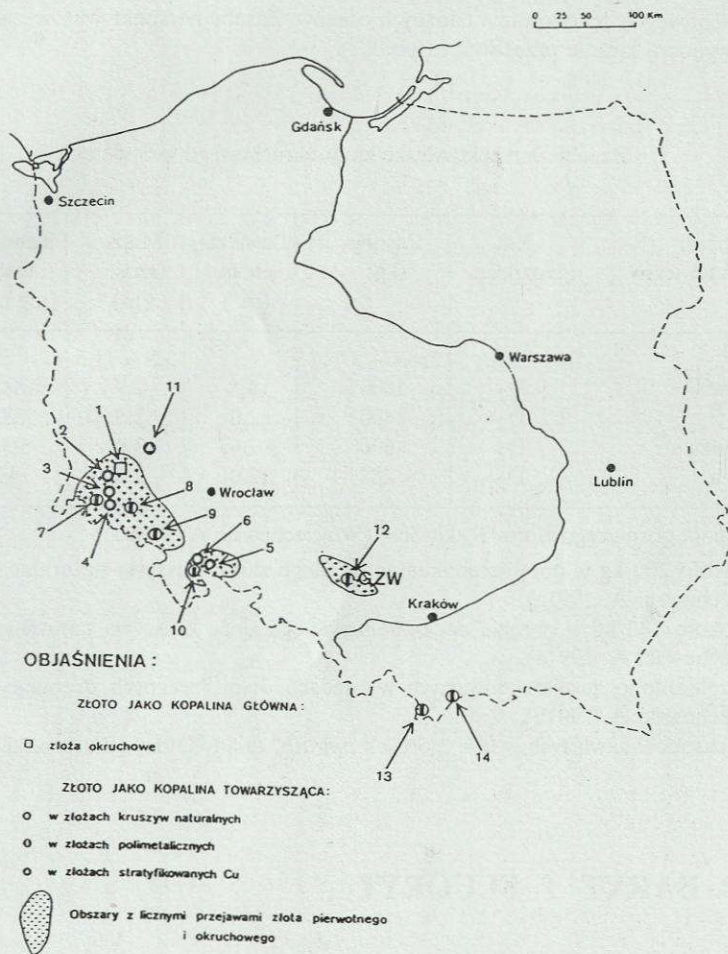 0 25 50 100 Km
Gdańsk
Szczecin
Warszawa
11
1
2
3
8
Wrocław
Lublin
7
9
6
4
5
12
GZW
10
Kraków
OBJAŚNIENIA :
ZŁOTO JAKO KOPALINA GŁÓWNA :
złoża okruchowe
13
14
ZŁOTO JAKO KOPALINA TOWARZYSZĄCA:
w złożach kruszyw naturalnych
w złożach polimetalicznych
w złożach stratyfikowanych Cu
Obszary z licznymi przejawami złota pierwotnego
i okruchowego